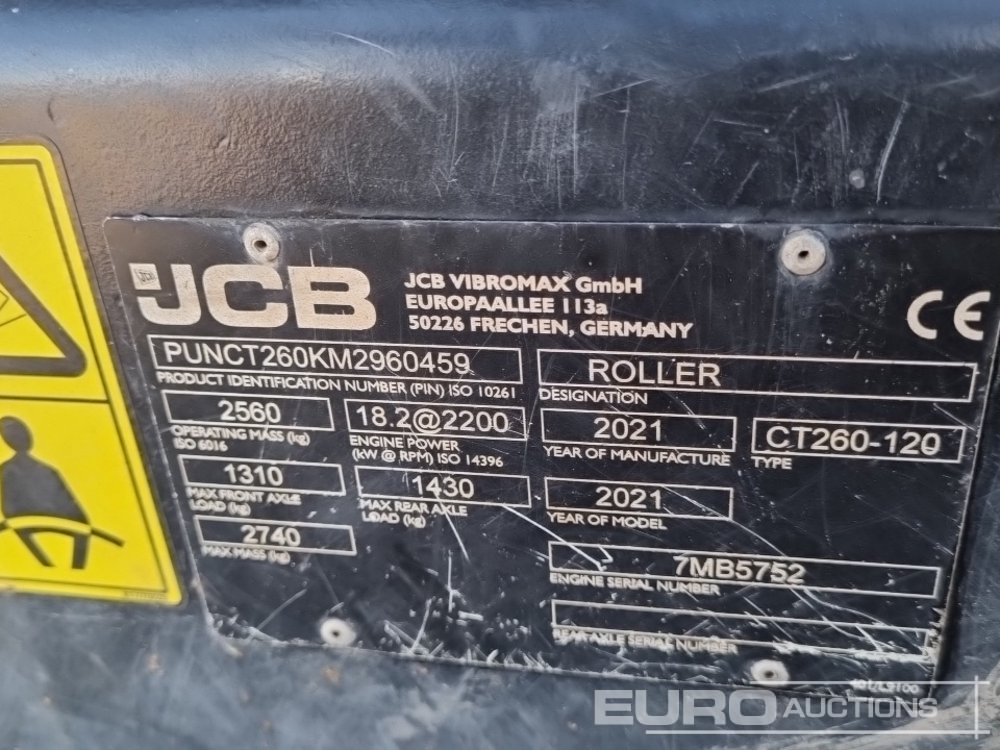 JCB
JCB VIBROMAX GmbH
EUROPAALLEE 113a
50226 FRECHEN, GERMANY
CE
PUNCT260KM2960459
PRODUCT IDENTIFICATION NUMBER (PIN) ISO 10261
ROLLER
DESIGNATION
2560
OPERATING MASS (kg)
ISO 6016
18.2@2200
ENGINE POWER
(kW @ RPM) ISO 14396
2021
YEAR OF MANUFACTURE
CT260-120
TYPE
1310
MAX FRONT AXLE
LOAD (kg)
1430
MAX REAR AXLE
LOAD (kg)
2021
YEAR OF MODEL
2740
MAX MASS (kg)
7MB5752
ENGINE SERIAL NUMBER
REAR AXLE SERIAL NUMBER
EURO AUCTIONS